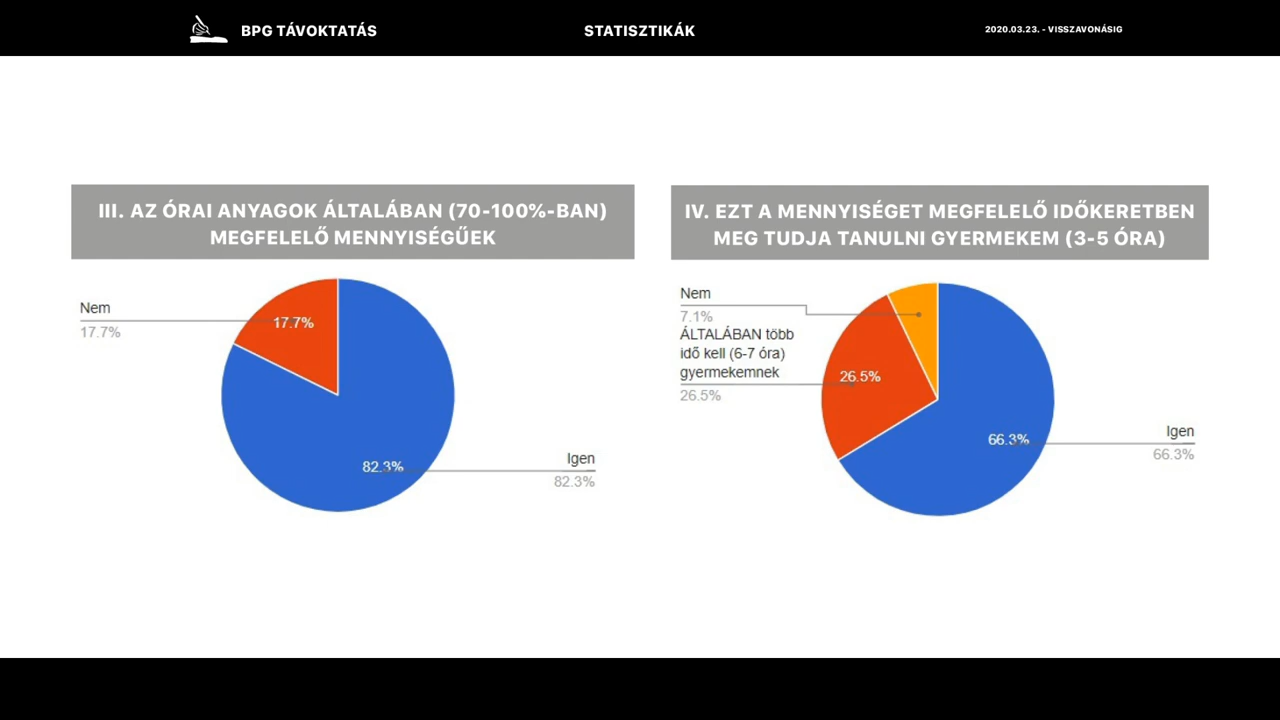 BPG TÁVOKTATÁS
STATISZTIKÁK
2020.03.23. - VISSZAVONÁSIG
III. AZ ÓRAI ANYAGOK ÁLTALÁBAN (70-100%-BAN)
MEGFELELŐ MENNYISÉGŰEK
Nem
17.7%
17.7%
82.3%
Igen
82.3%
IV. EZT A MENNYISÉGET MEGFELELŐ IDŐKERETBEN
MEG TUDJA TANULNI GYERMEKEM (3-5 ÓRA)
Nem
7.1%
ÁLTALÁBAN több
idő kell (6-7 óra)
gyermekemnek
26.5%
26.5%
66.3%
Igen
66.3%